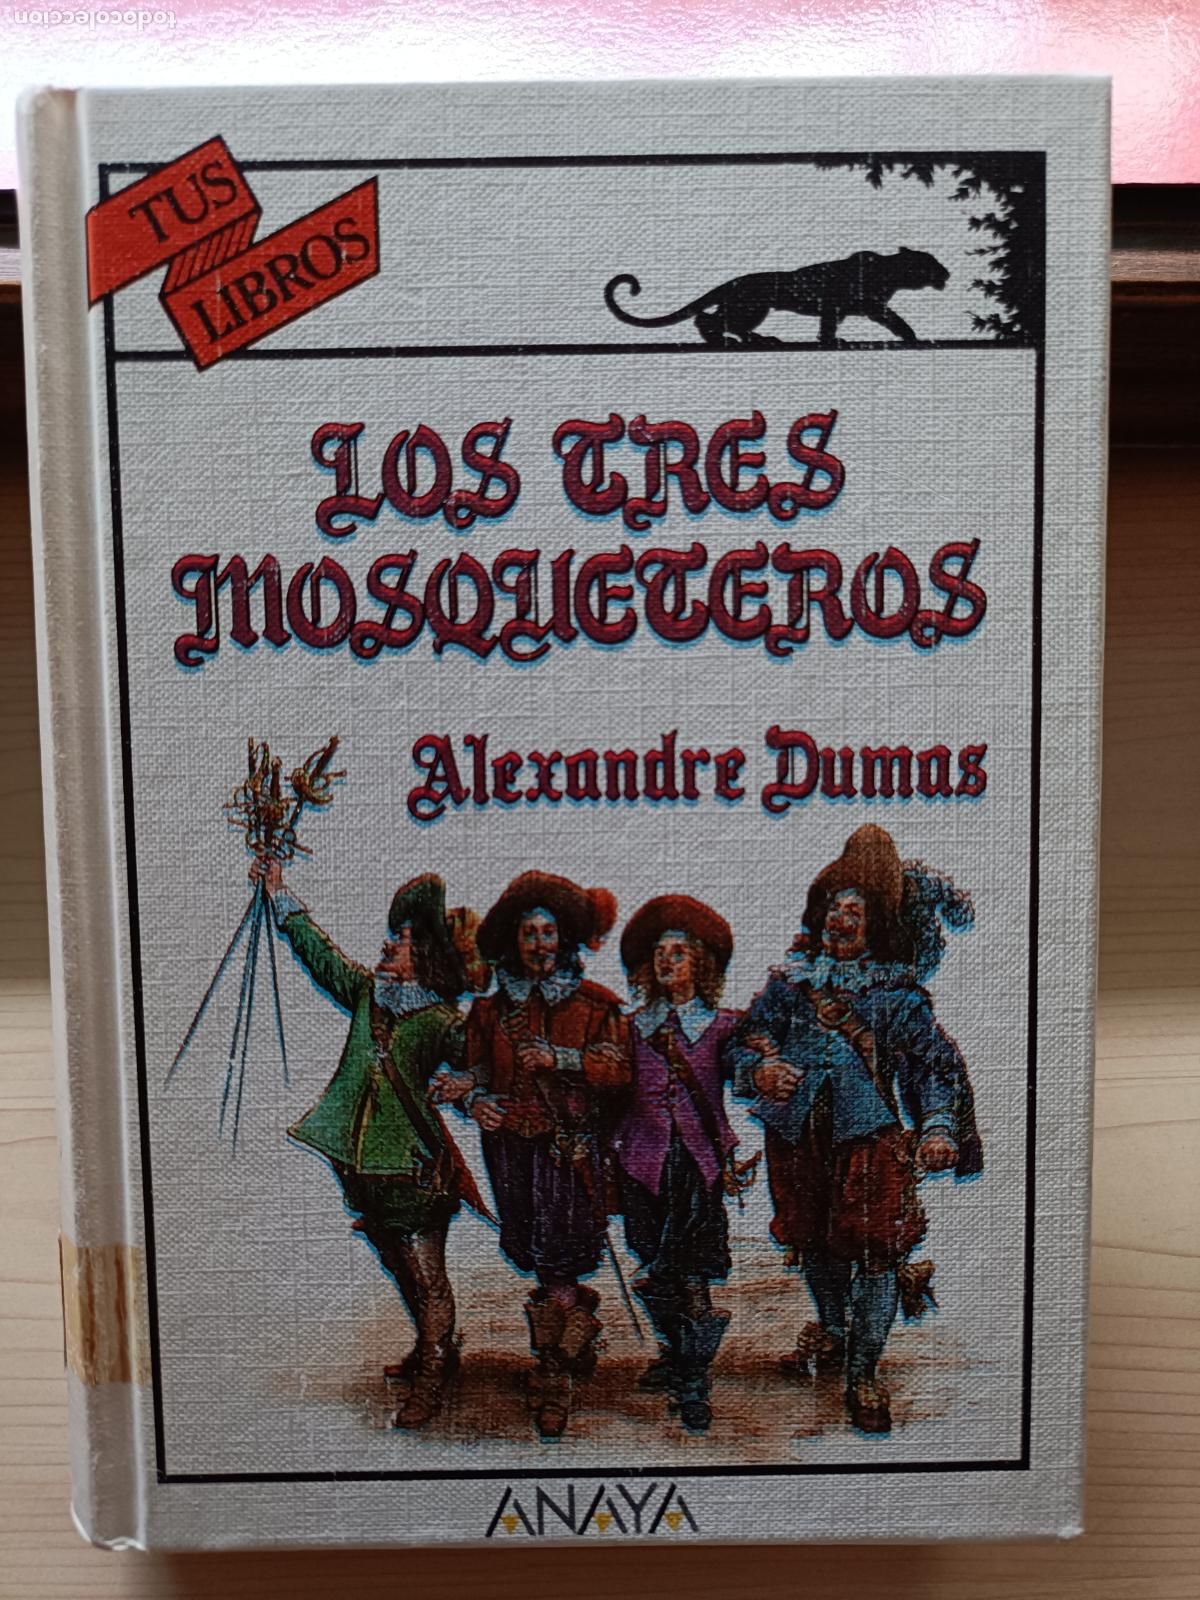 todocoleccion
TUS
LIBROS
LOS TRES
MOSQUETEROS
Alexandre Dumas
ANAYA